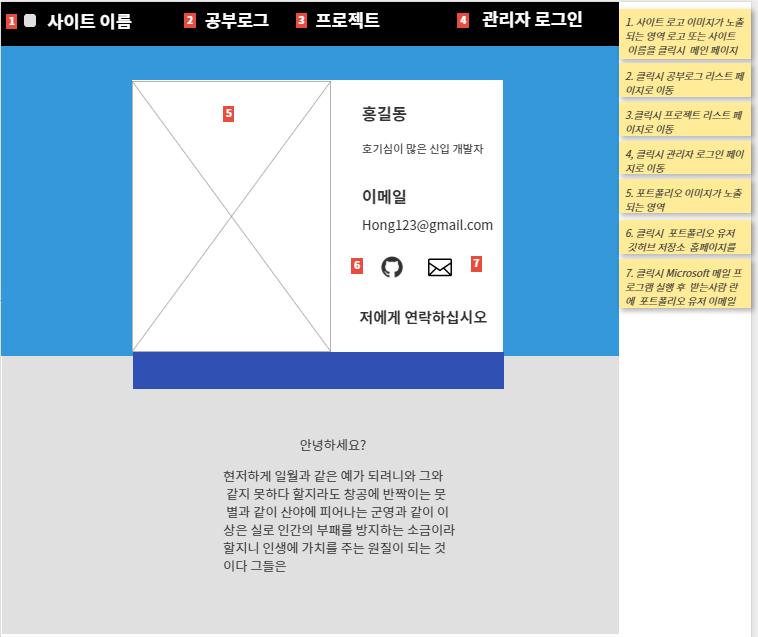 1 사이트 이름 2 공부로그 3 프로젝트 4 관리자 로그인
5
홍길동
호기심이 많은 신입 개발자
이메일
Hong123@gmail.com
6 7
저에게 연락하십시오
안녕하세요?
현저하게 일월과 같은 예가 되려니와 그와
같지 못하다 할지라도 창공에 반짝이는 뭇
별과 같이 산야에 피어나는 군영과 같이 이
상은 실로 인간의 부패를 방지하는 소금이라
할지니 인생에 가치를 주는 원질이 되는 것
이다 그들은
1. 사이트 로고 이미지가 노출
되는 영역 로고 또는 사이트
이름을 클릭시 메인 페이지
2. 클릭시 공부로그 리스트 페
이지로 이동
3.클릭시 프로젝트 리스트 페
이지로 이동
4, 클릭시 관리자 로그인 페이
지로 이동
5. 포트폴리오 이미지가 노출
되는 영역
6. 클릭시 포트폴리오 유저
깃허브 저장소 홈페이지를
7. 클릭시 Microsoft 메일 프
로그램 실행 후 받는사람 란
에 포트폴리오 유저 이메일